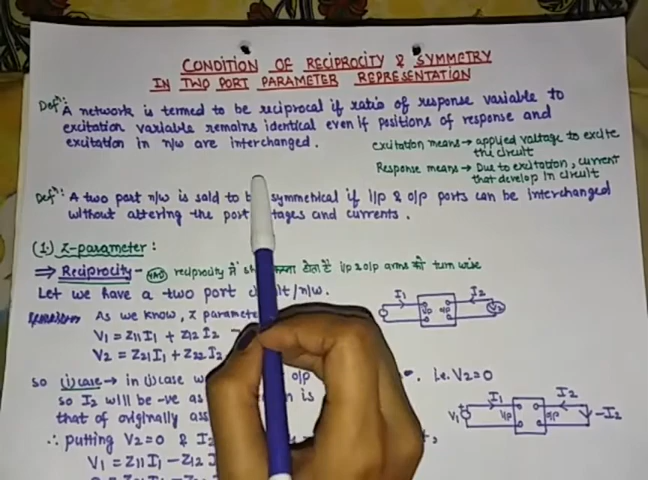 CONDITION OF RECIPROCITY & SYMMETRY
IN TWO PORT PARAMETER REPRESENTATION
Defⁿ: A network is termed to be reciprocal if ratio of response variable to
excitation variable remains identical even if positions of response and
excitation in n/w are interchanged.
excitation means → applied valtage to excite
the circuit
Response means → Due to excitation, current
that develop in circuit
Defⁿ: A two port n/w is said to be symmetrical if i/p & o/p ports can be interchanged
without altering the port tages and currents.
(1.) Z-parameter:
⇒ Reciprocity - reciprocity में होता है i/p & o/p arms को turn wise
Let we have a two port t/n/w.
As we know, Z paramete
V1 = Z11 I1 + Z12 I2
V2 = Z21 I1 + Z22 I2
I1 I2 i/p o/p V2
So (i) case → in (i) case w o/p i.e. V2=0
so I2 will be -ve as is
that of originally as
I1 I2 V1 + i/p o/p -I2
∴ putting V2=0 & I2
V1 = Z11 I1 - Z12 I